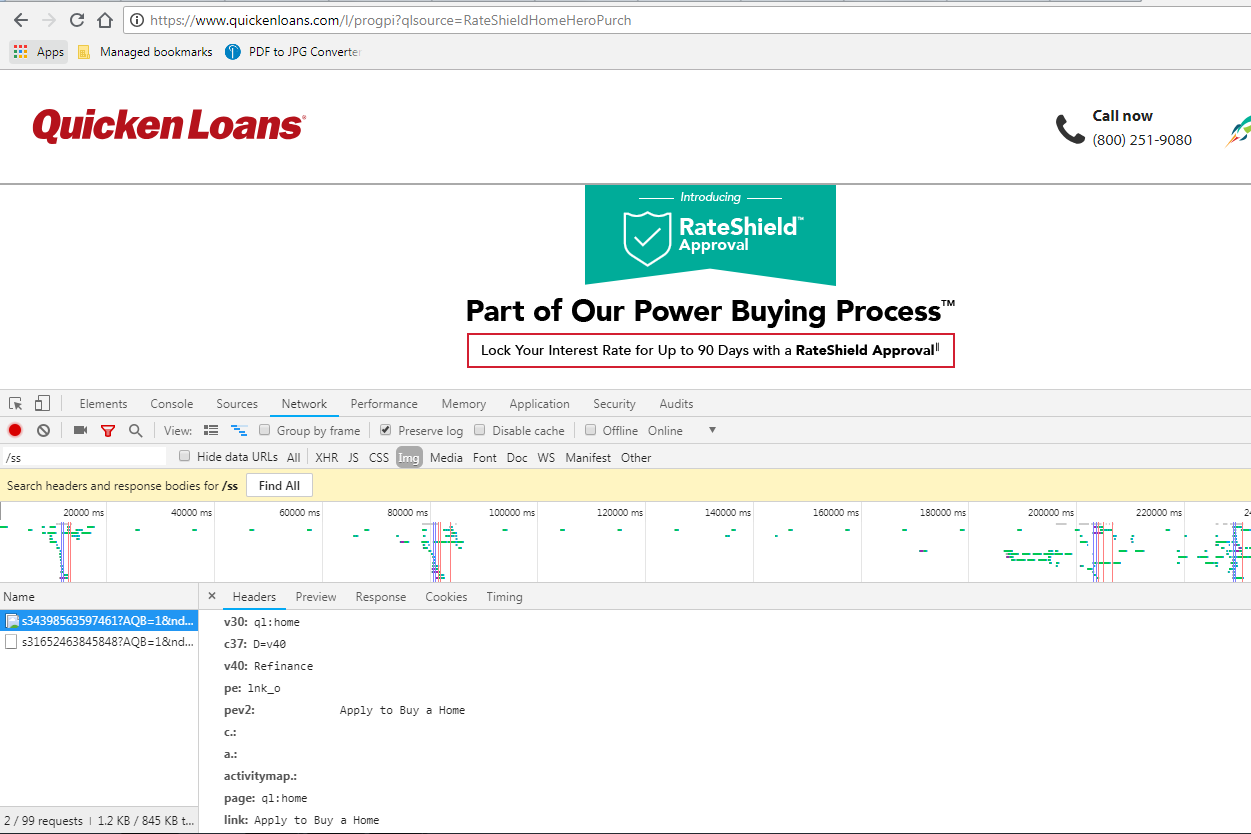 https://www.quickenloans.com/l/progpi?qlsource=RateShieldHomeHeroPurch
Apps Managed bookmarks PDF to JPG Converter
Quicken Loans®
Call now
(800) 251-9080
Introducing
RateShield™
Approval
Part of Our Power Buying Process™
Lock Your Interest Rate for Up to 90 Days with a RateShield Approval‖
Elements Console Sources Network Performance Memory Application Security Audits
View: Group by frame Preserve log Disable cache Offline Online ▼
/ss Hide data URLs All XHR JS CSS Img Media Font Doc WS Manifest Other
Search headers and response bodies for /ss Find All
20000 ms 40000 ms 60000 ms 80000 ms 100000 ms 120000 ms 140000 ms 160000 ms 180000 ms 200000 ms 220000 ms 24
Name × Headers Preview Response Cookies Timing
s34398563597461?AQB=1&nd...
s31652463845848?AQB=1&nd...
v30: ql:home
c37: D=v40
v40: Refinance
pe: lnk_o
pev2: Apply to Buy a Home
c.:
a.:
activitymap.:
page: ql:home
link: Apply to Buy a Home
2 / 99 requests | 1.2 KB / 845 KB t...